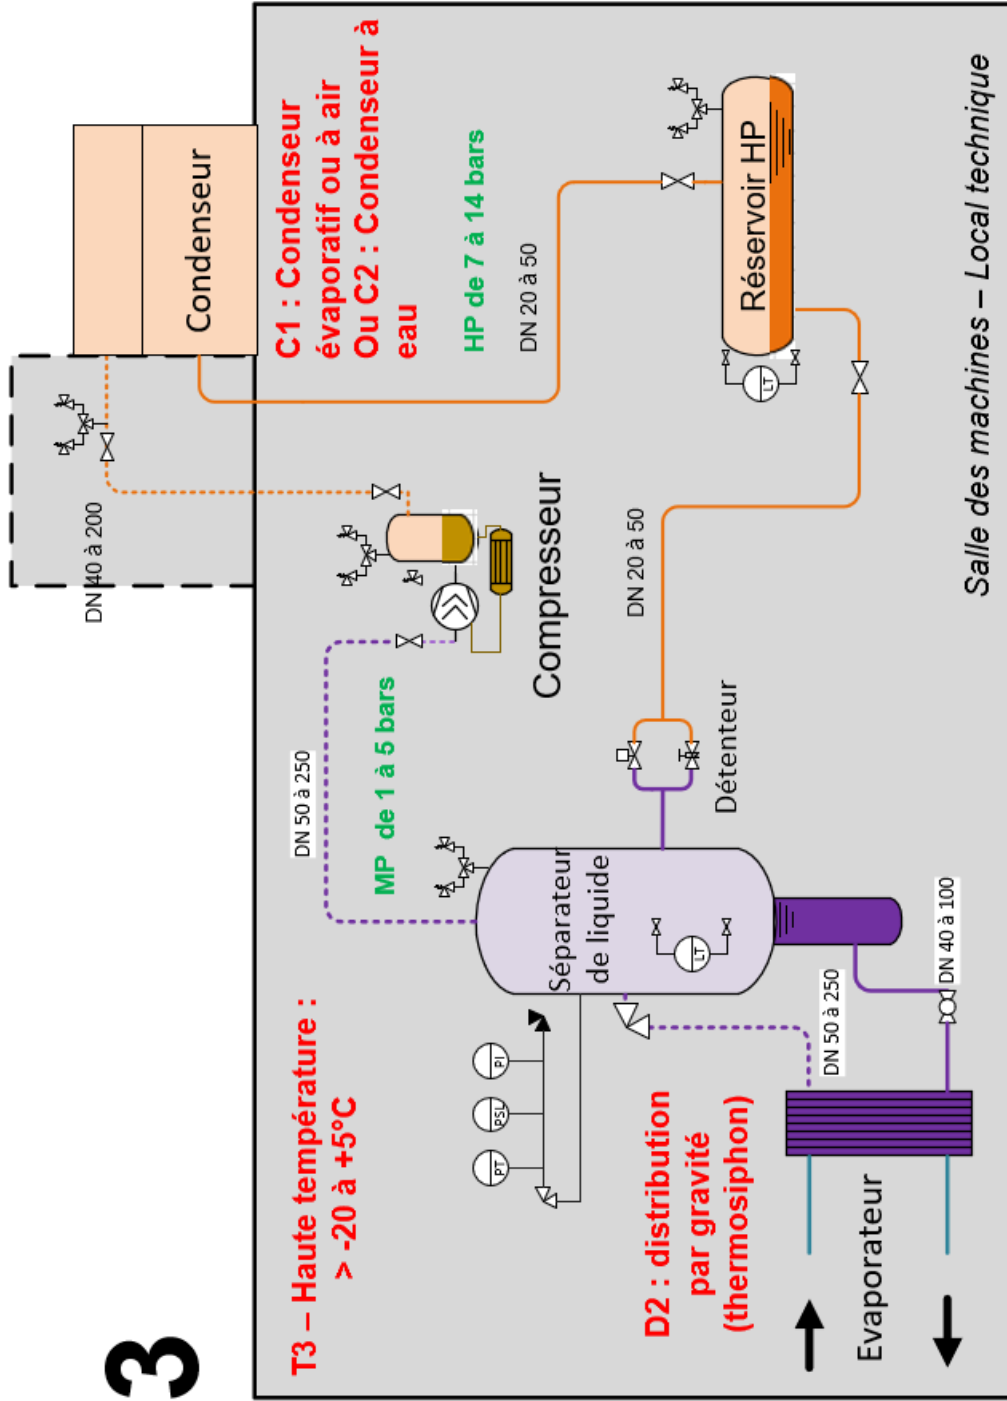 3
T3 – Haute température :
> -20 à +5°C
DN 50 à 250
MP de 1 à 5 bars
DN 40 à 200
Condenseur
C1 : Condenseur
évaporatif ou à air
Ou C2 : Condenseur à
eau
HP de 7 à 14 bars
DN 20 à 50
Compresseur
PT
PSL
PI
Séparateur
de liquide
LT
D2 : distribution
par gravité
(thermosiphon)
Détenteur
DN 20 à 50
LT
Réservoir HP
DN 50 à 250
DN 40 à 100
Evaporateur
Salle des machines – Local technique